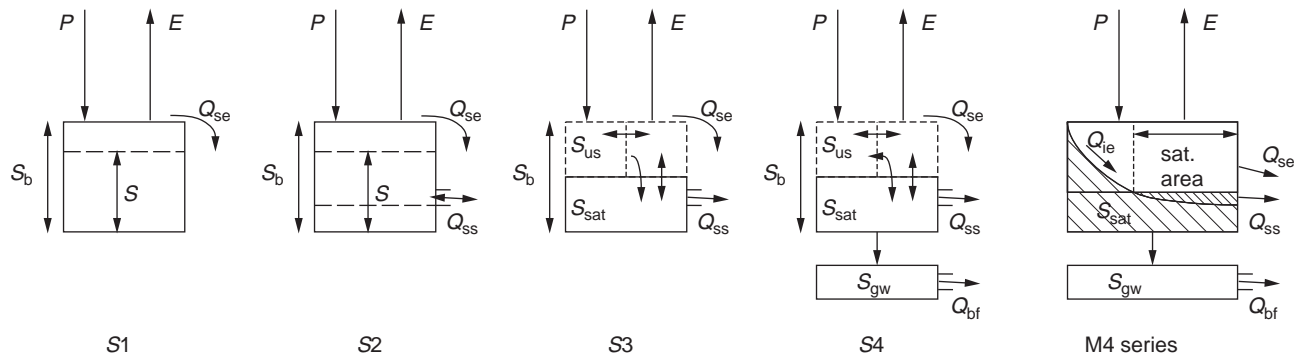 P E Q_se
S_b S
S1
P E Q_se
S_b S
Q_ss
S2
P E Q_se
S_us
S_b
S_sat
Q_ss
S3
P E Q_se
S_us
S_b
S_sat
Q_ss
S_gw
Q_bf
S4
P E
Q_ie sat. area Q_se
S_sat
Q_ss
S_gw
Q_bf
M4 series